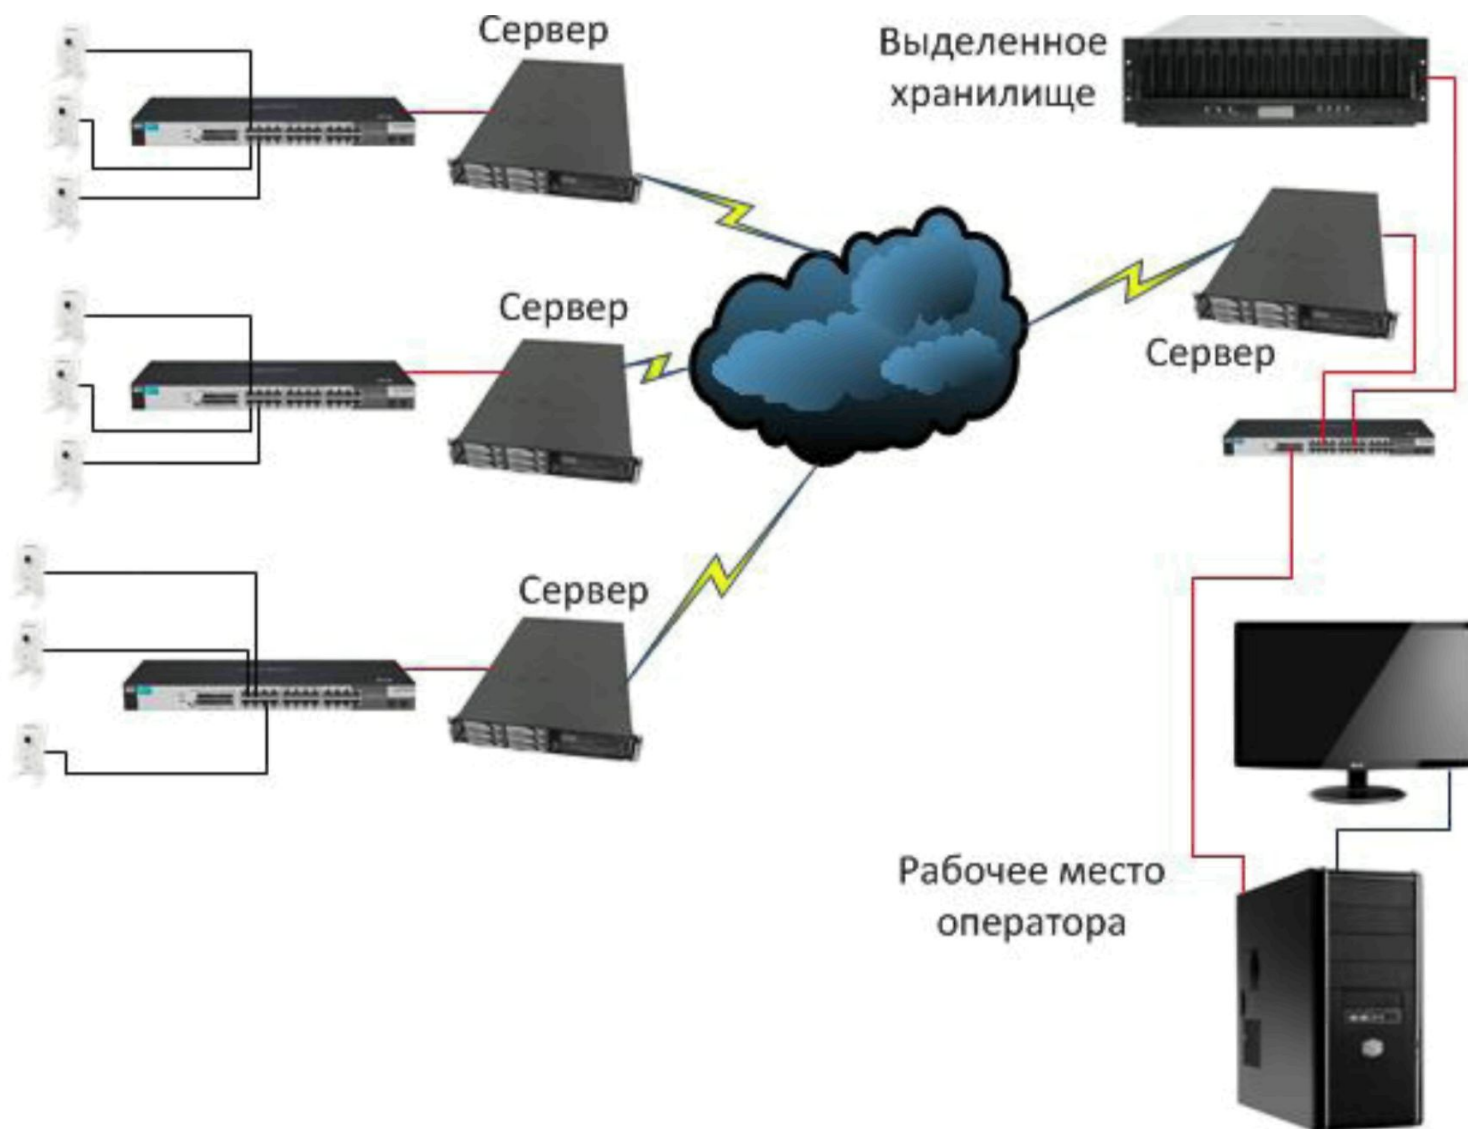 Сервер
Выделенное
хранилище
Сервер
Сервер
Сервер
Рабочее место
оператора